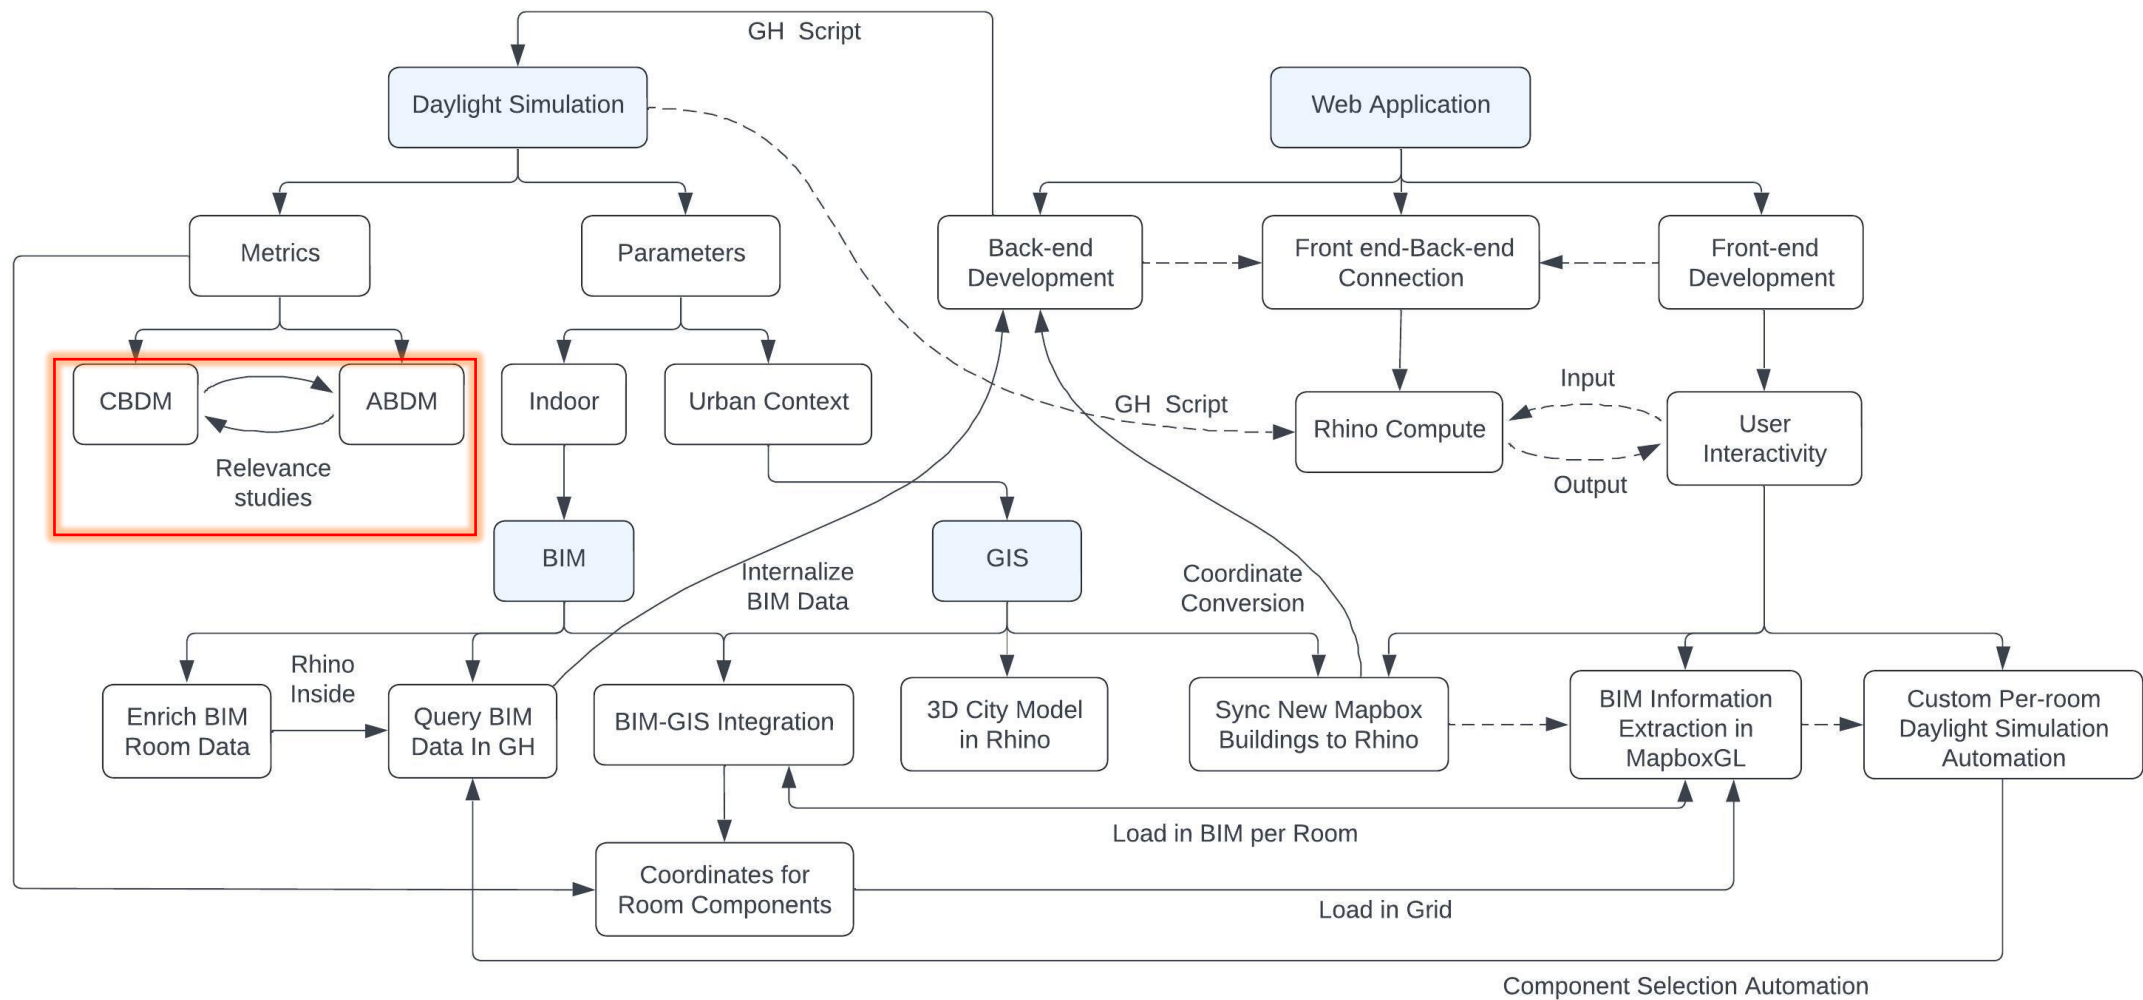 GH Script
Daylight Simulation
Web Application
Metrics
Parameters
Back-end
Development
Front end-Back-end
Connection
Front-end
Development
CBDM
ABDM
Relevance
studies
Indoor
Urban Context
GH Script
Rhino Compute
Input
Output
User
Interactivity
BIM
GIS
Internalize
BIM Data
Coordinate
Conversion
Rhino
Inside
Enrich BIM
Room Data
Query BIM
Data In GH
BIM-GIS Integration
3D City Model
in Rhino
Sync New Mapbox
Buildings to Rhino
BIM Information
Extraction in
MapboxGL
Custom Per-room
Daylight Simulation
Automation
Load in BIM per Room
Coordinates for
Room Components
Load in Grid
Component Selection Automation